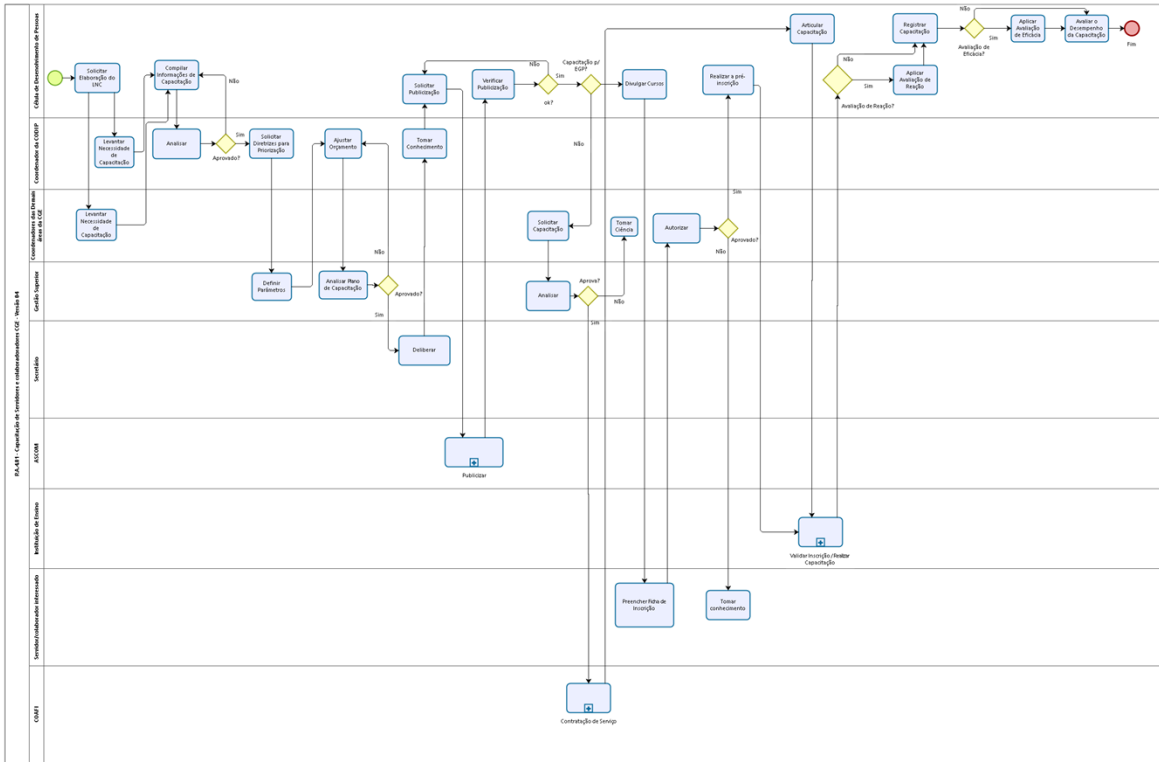 P.A.481 - Capacitação de Servidores e colaboradores CGE - Versão 04
Célula de Desenvolvimento de Pessoas
Solicitar
Elaboração do
LNC
Compilar
Informações de
Capacitação
Não
Solicitar
Publicização
Verificar
Publicização
Não
Sim
ok?
Capacitação p/
EGP?
Divulgar Cursos
Realizar a pré-
inscrição
Articular
Capacitação
Não
Sim
Avaliação de Reação?
Aplicar
Avaliação de
Reação
Registrar
Capacitação
Não
Sim
Avaliação de
Eficácia?
Aplicar
Avaliação de
Eficácia
Avaliar o
Desempenho
da Capacitação
Fim
Coordenador da CODIP
Levantar
Necessidade
de
Capacitação
Analisar
Sim
Aprovado?
Solicitar
Diretrizes para
Priorização
Ajustar
Orçamento
Tomar
Conhecimento
Não
Coordenadores das Demais
áreas da CGE
Levantar
Necessidade
de
Capacitação
Não
Solicitar
Capacitação
Tomar
Ciência
Autorizar
Sim
Aprovado?
Não
Gestão Superior
Definir
Parâmetros
Analisar Plano
de Capacitação
Aprovado?
Sim
Analisar
Aprova?
Não
Sim
Secretário
Deliberar
ASCOM
Publicizar
Instituição de Ensino
Validar Inscrição / Realizar
Capacitação
Servidor/colaborador interessado
Preencher Ficha de
Inscrição
Tomar
conhecimento
COAFI
Contratação de Serviço